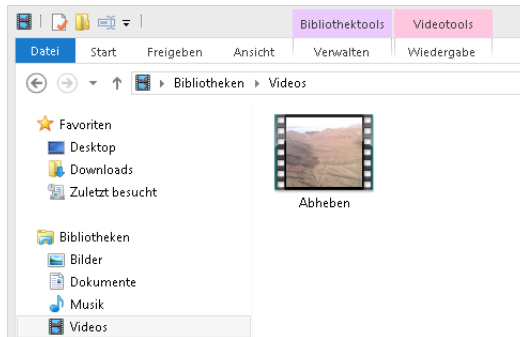 Bibliothektools Videotools
Datei Start Freigeben Ansicht Verwalten Wiedergabe
Bibliotheken Videos
Favoriten
Desktop
Downloads
Zuletzt besucht
Abheben
Bibliotheken
Bilder
Dokumente
Musik
Videos